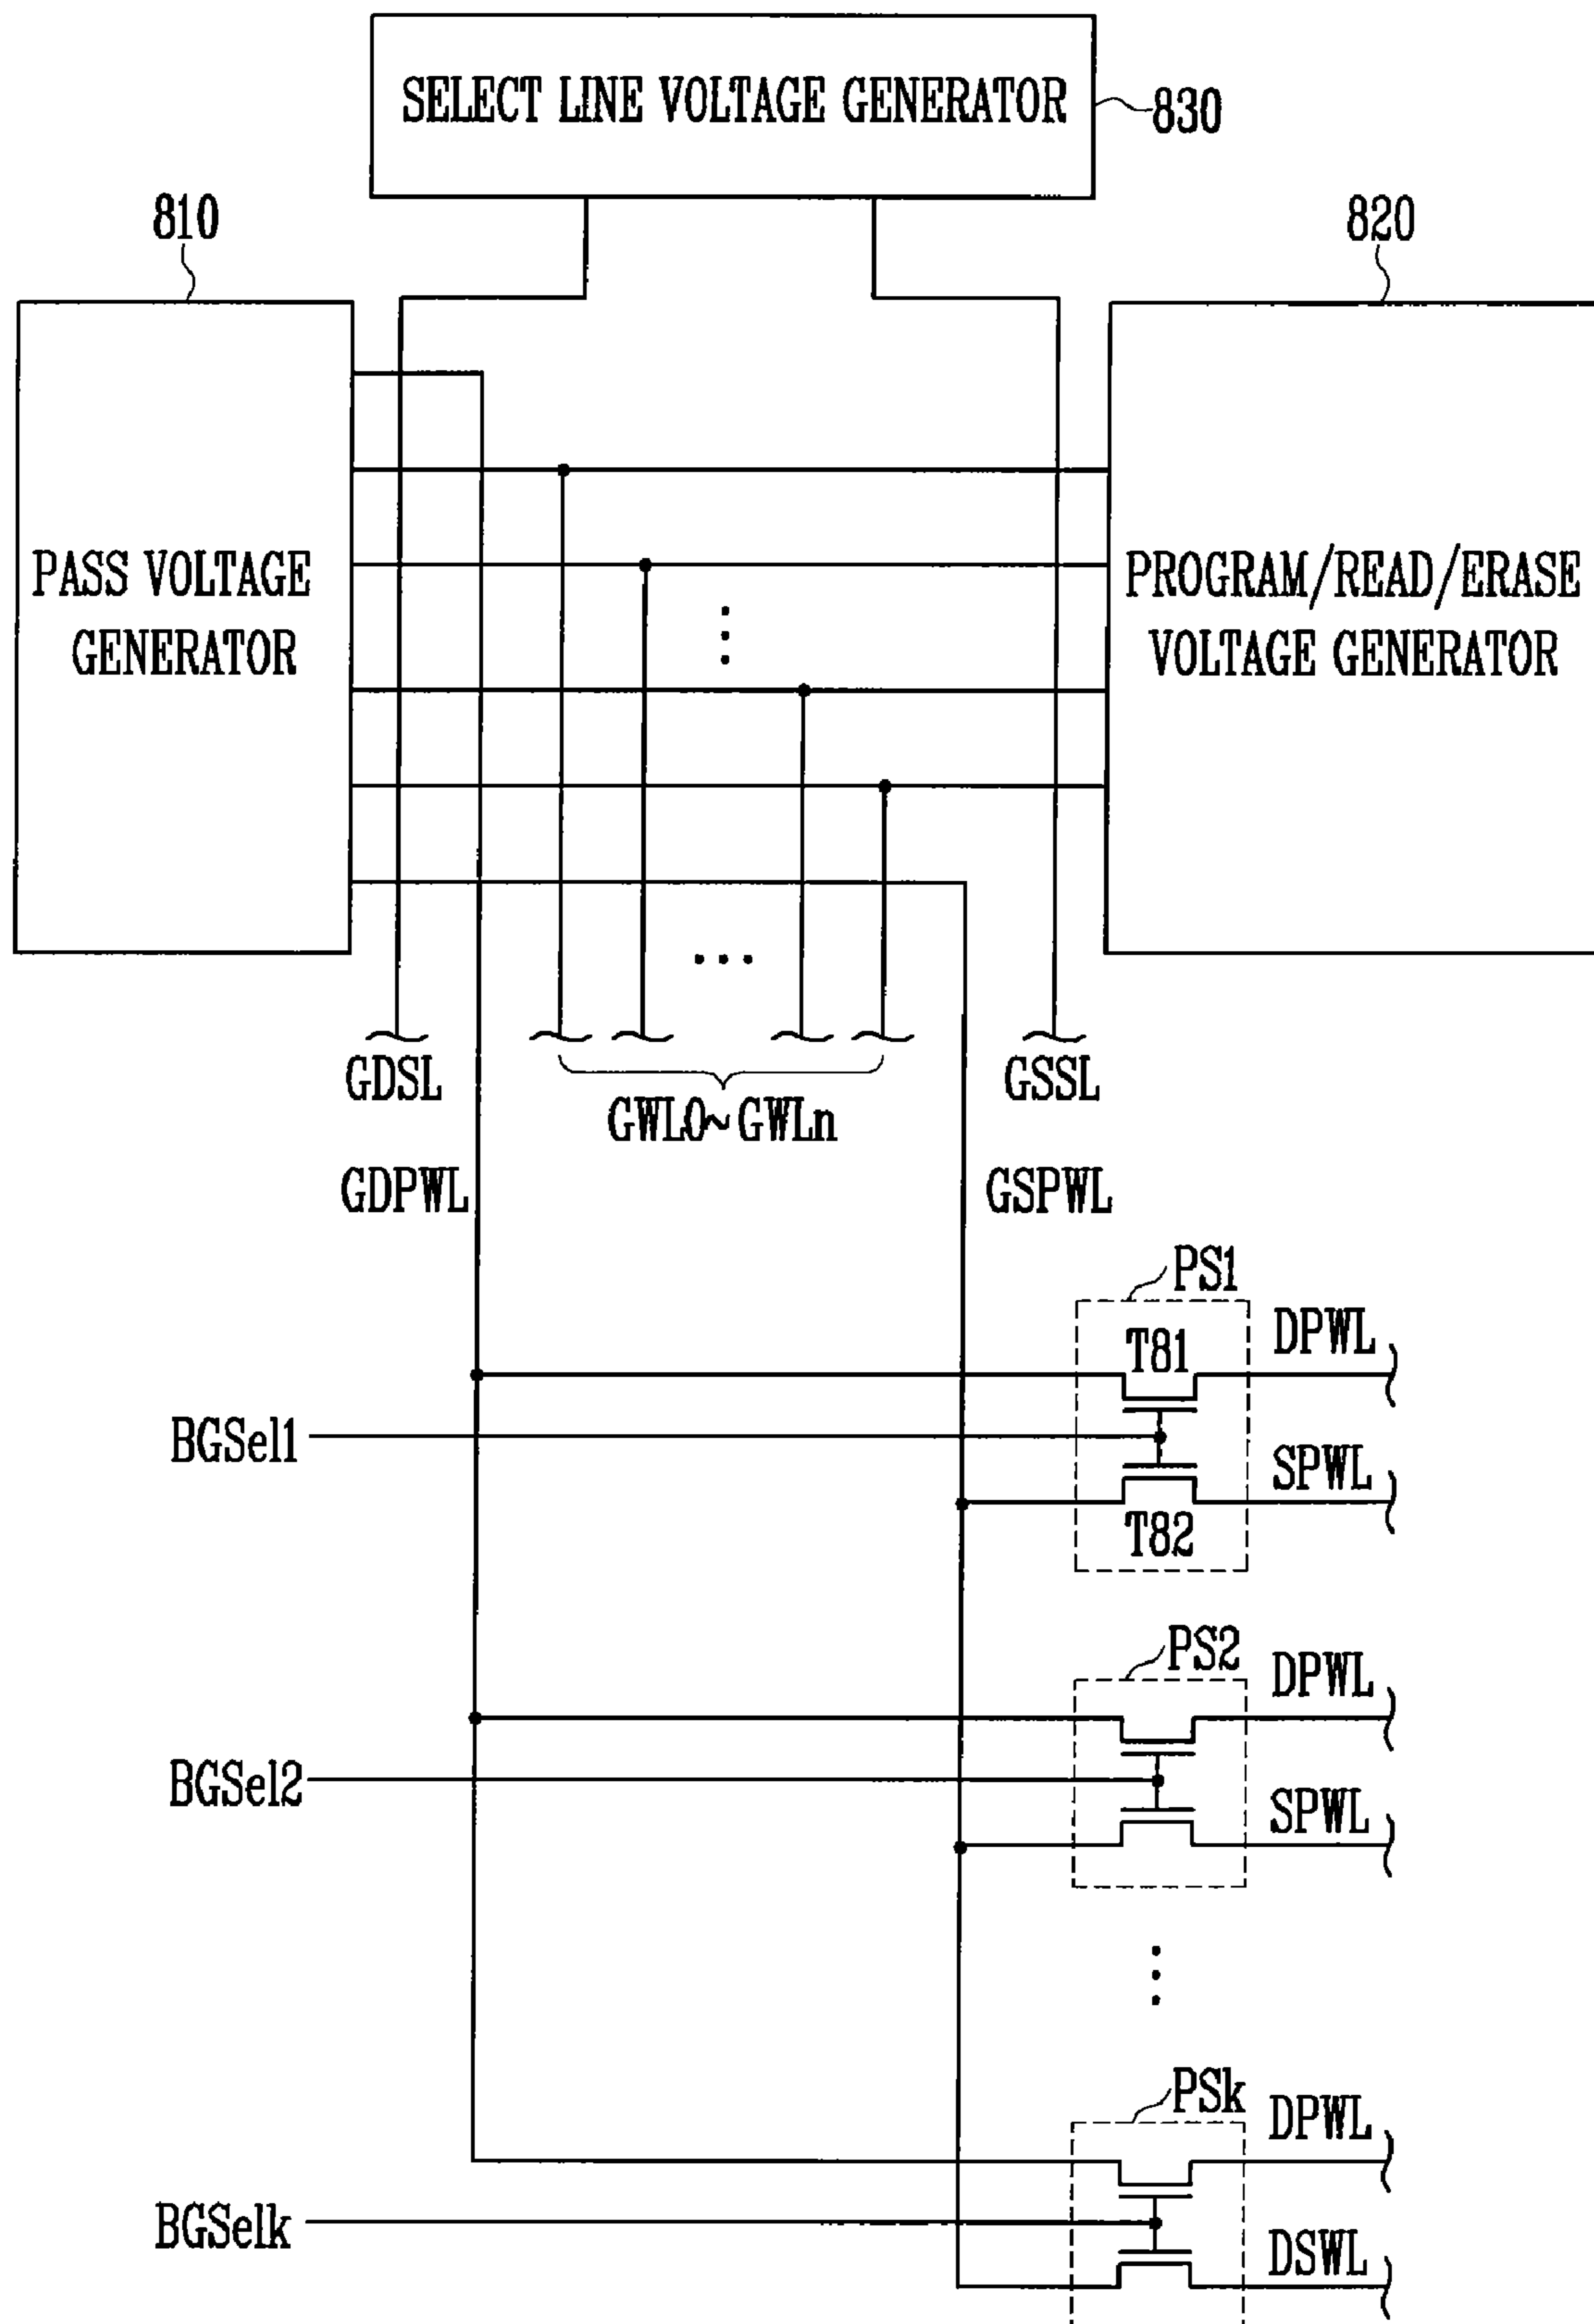 SELECT LINE VOLTAGE GENERATOR
830
810
820
PASS VOLTAGE
GENERATOR
PROGRAM/READ/ERASE
VOLTAGE GENERATOR
GDSL
GSSL
GWL0~GWLn
GDPWL
GSPWL
PS1
T81
DPWL
BGSel1
SPWL
T82
PS2
DPWL
BGSel2
SPWL
PSk
DPWL
BGSelk
DSWL